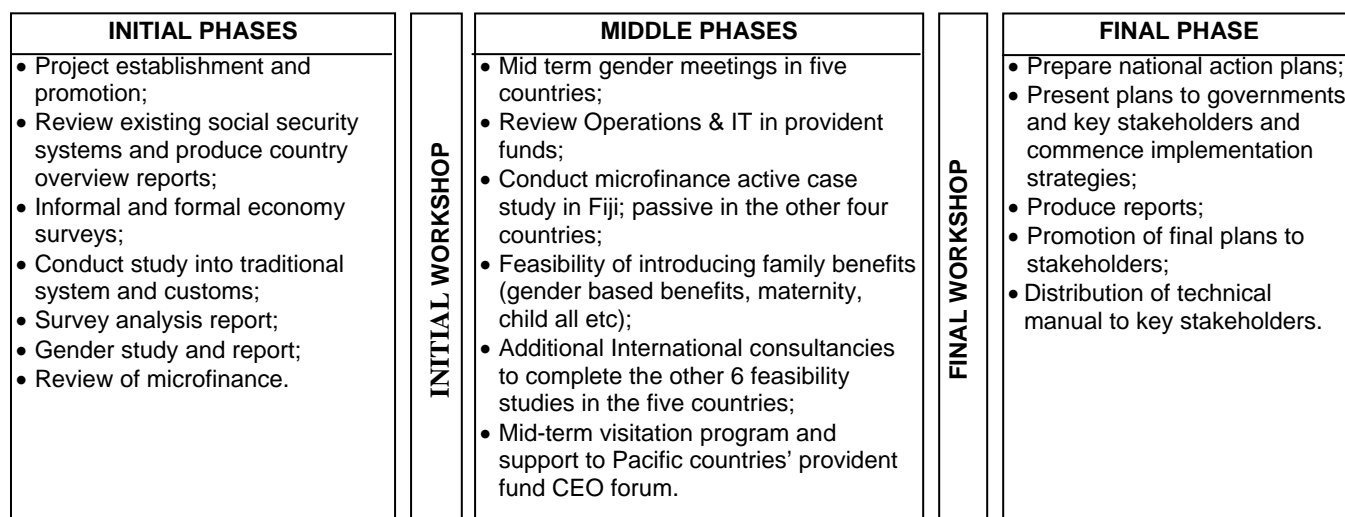 INITIAL PHASES
• Project establishment and
promotion;
• Review existing social security
systems and produce country
overview reports;
• Informal and formal economy
surveys;
• Conduct study into traditional
system and customs;
• Survey analysis report;
• Gender study and report;
• Review of microfinance.
INITIAL WORKSHOP
MIDDLE PHASES
• Mid term gender meetings in five
countries;
• Review Operations & IT in provident
funds;
• Conduct microfinance active case
study in Fiji; passive in the other four
countries;
• Feasibility of introducing family benefits
(gender based benefits, maternity,
child all etc);
• Additional International consultancies
to complete the other 6 feasibility
studies in the five countries;
• Mid-term visitation program and
support to Pacific countries’ provident
fund CEO forum.
FINAL WORKSHOP
FINAL PHASE
• Prepare national action plans;
• Present plans to governments
and key stakeholders and
commence implementation
strategies;
• Produce reports;
• Promotion of final plans to
stakeholders;
• Distribution of technical
manual to key stakeholders.